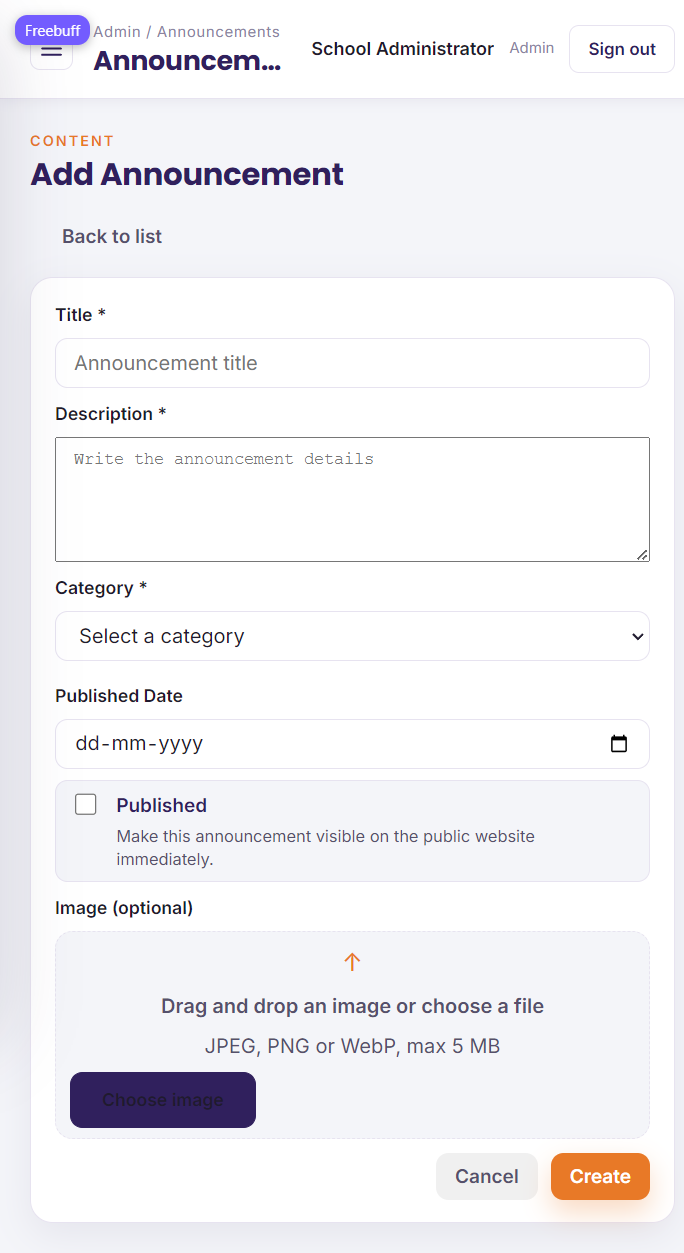 Freebuff
Admin / Announcements
Announcem...
School Administrator
Admin
Sign out
CONTENT
Add Announcement
Back to list
Title *
Announcement title
Description *
Write the announcement details
Category *
Select a category
Published Date
dd-mm-yyyy
Published
Make this announcement visible on the public website
immediately.
Image (optional)
Drag and drop an image or choose a file
JPEG, PNG or WebP, max 5 MB
Choose image
Cancel
Create